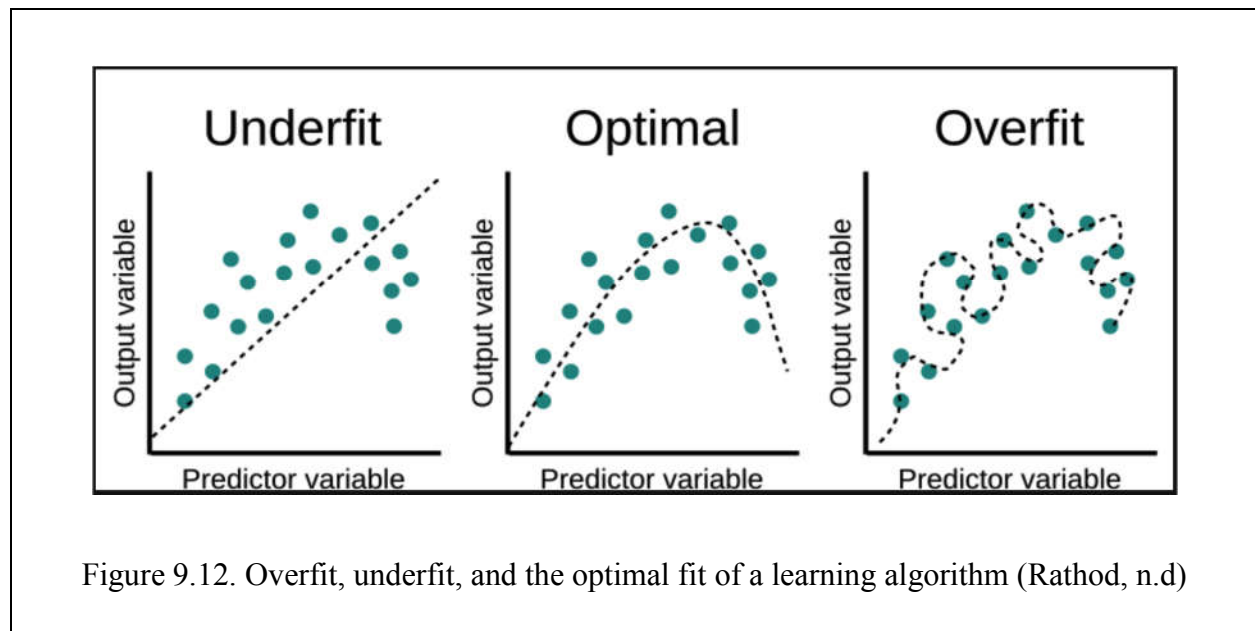 Underfit
Optimal
Overfit
Output variable
Predictor variable
Output variable
Predictor variable
Output variable
Predictor variable
Figure 9.12. Overfit, underfit, and the optimal fit of a learning algorithm (Rathod, n.d)